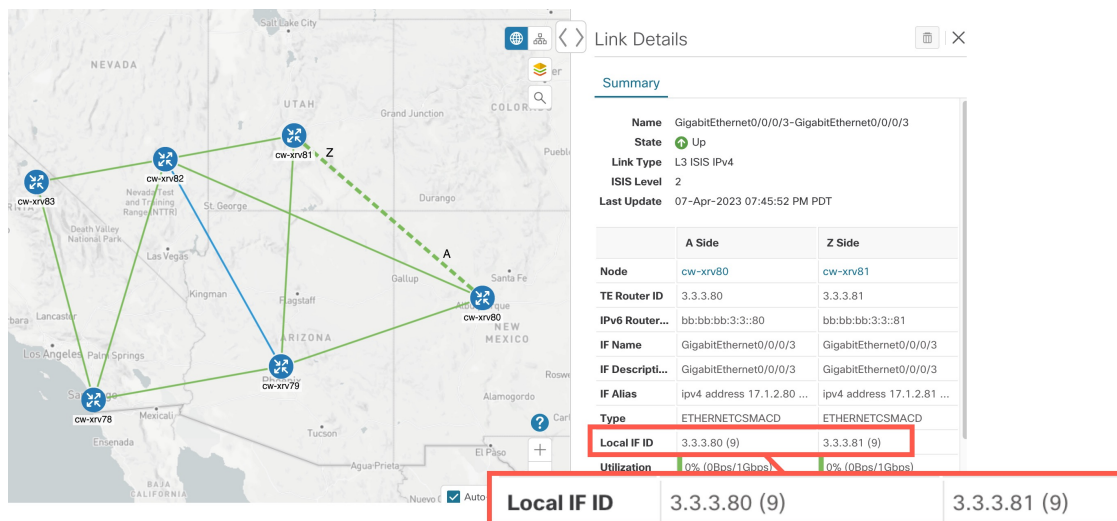 Salt Lake City
NEVADA
UTAH
Grand Junction
COLOR
Pueblo
cw-xrv81
Z
cw-xrv82
cw-xrv83
Nevada Test
and Training
Range (NTTR)
St. George
Durango
Death Valley
National Park
Las Vegas
A
Gallup
Santa Fe
Kingman
Flagstaff
cw-xrv80
Lancaster
ARIZONA
NEW
MEXICO
Los Angeles
Palm Springs
cw-xrv79
Alamogordo
cw-xrv78
Mexicali
Tucson
Ensenada
El Paso
Agua Prieta
BAJA
CALIFORNIA
Nuevo
Auto-
?
Link Details
Summary
Name GigabitEthernet0/0/0/3-GigabitEthernet0/0/0/3
State Up
Link Type L3 ISIS IPv4
ISIS Level 2
Last Update 07-Apr-2023 07:45:52 PM PDT
A Side Z Side
Node cw-xrv80 cw-xrv81
TE Router ID 3.3.3.80 3.3.3.81
IPv6 Router... bb:bb:bb:3:3::80 bb:bb:bb:3:3::81
IF Name GigabitEthernet0/0/0/3 GigabitEthernet0/0/0/3
IF Descripti... GigabitEthernet0/0/0/3 GigabitEthernet0/0/0/3
IF Alias ipv4 address 17.1.2.80 ... ipv4 address 17.1.2.81 ...
Type ETHERNETCSMACD ETHERNETCSMACD
Local IF ID 3.3.3.80 (9) 3.3.3.81 (9)
Utilization 0% (0Bps/1Gbps) 0% (0Bps/1Gbps)
Local IF ID 3.3.3.80 (9) 3.3.3.81 (9)